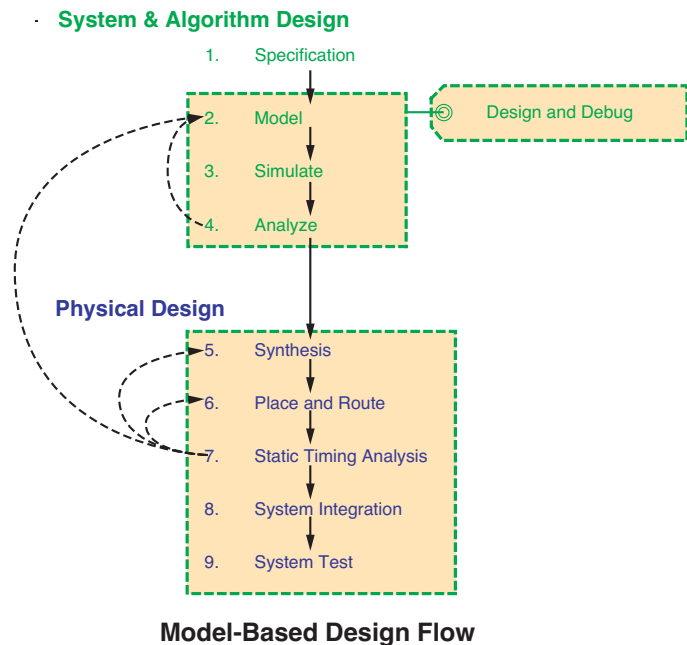 System & Algorithm Design
1. Specification
2. Model
Design and Debug
3. Simulate
4. Analyze
Physical Design
5. Synthesis
6. Place and Route
7. Static Timing Analysis
8. System Integration
9. System Test
Model-Based Design Flow